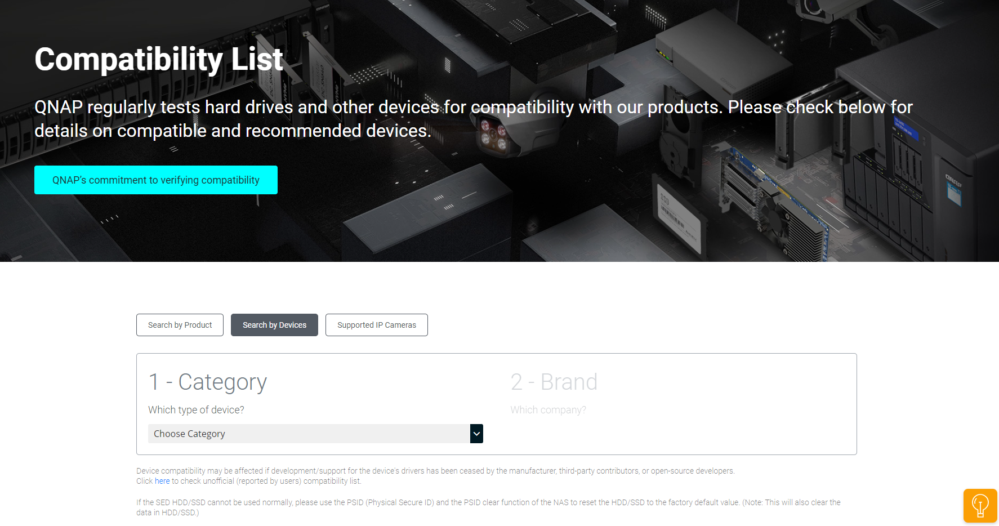 Compatibility List
QNAP regularly tests hard drives and other devices for compatibility with our products. Please check below for
details on compatible and recommended devices.
QNAP’s commitment to verifying compatibility
SSD
QNAP
Search by Product
Search by Devices
Supported IP Cameras
1 - Category
2 - Brand
Which type of device?
Which company?
Choose Category
Device compatibility may be affected if development/support for the device's drivers has been ceased by the manufacturer, third-party contributors, or open-source developers.
Click here to check unofficial (reported by users) compatibility list.
If the SED HDD/SSD cannot be used normally, please use the PSID (Physical Secure ID) and the PSID clear function of the NAS to reset the HDD/SSD to the factory default value. (Note: This will also clear the
data in HDD/SSD.)